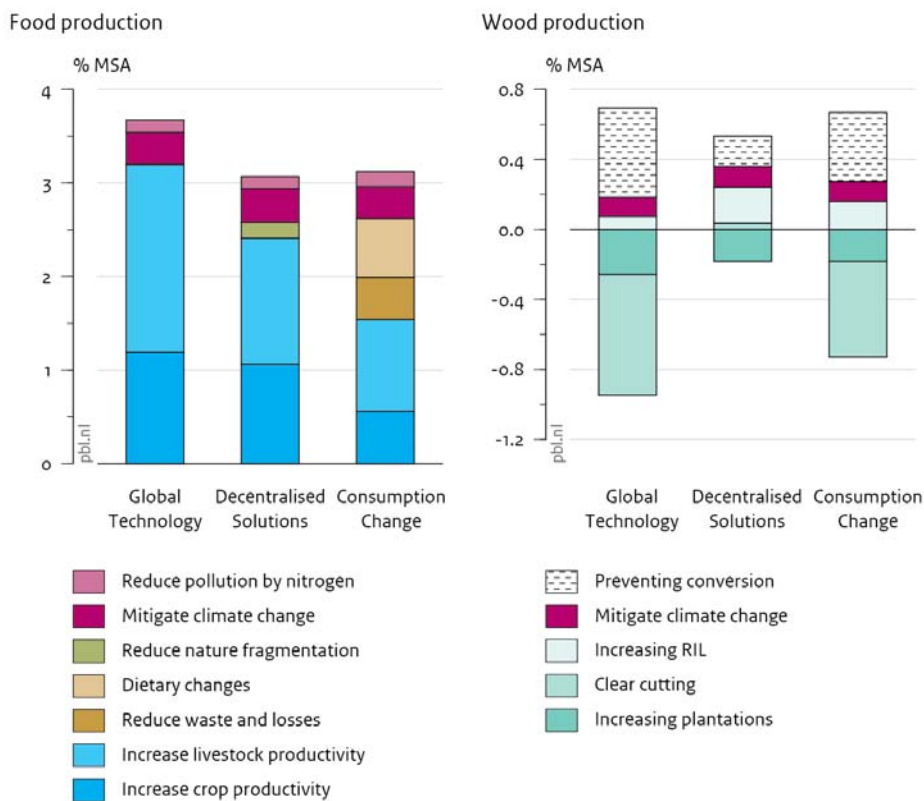 Food production
% MSA
4
3
2
1
0
pbl.nl
Global
Technology
Decentralised
Solutions
Consumption
Change
Reduce pollution by nitrogen
Mitigate climate change
Reduce nature fragmentation
Dietary changes
Reduce waste and losses
Increase livestock productivity
Increase crop productivity
Wood production
% MSA
0.8
0.4
0.0
-0.4
-0.8
-1.2
pbl.nl
Global
Technology
Decentralised
Solutions
Consumption
Change
Preventing conversion
Mitigate climate change
Increasing RIL
Clear cutting
Increasing plantations